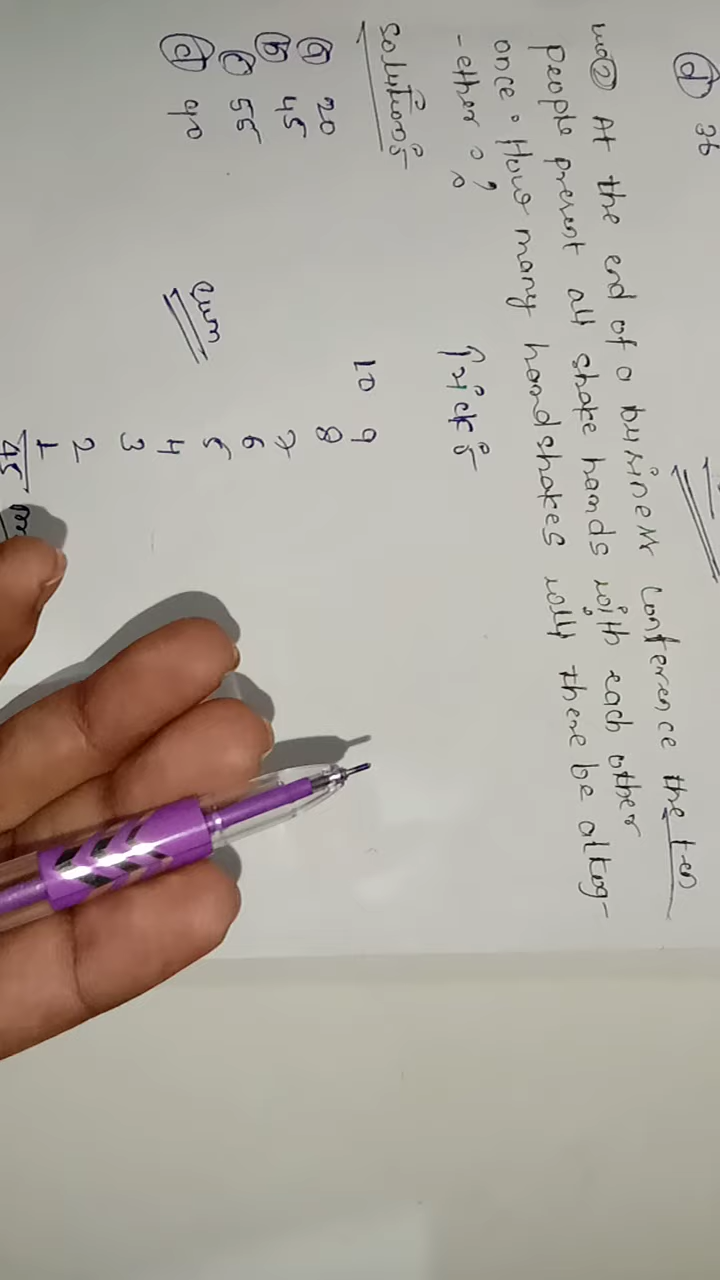 (d) 36
no(2) At the end of a business conference the ten
people present all shake hands with each other
once. How many handshakes will there be altog-
-ether ?
Solution:
Trick:
(a) 20
(b) 45
(c) 55
(d) 90
Sum
10 9
8
7
6
5
4
3
2
1
45